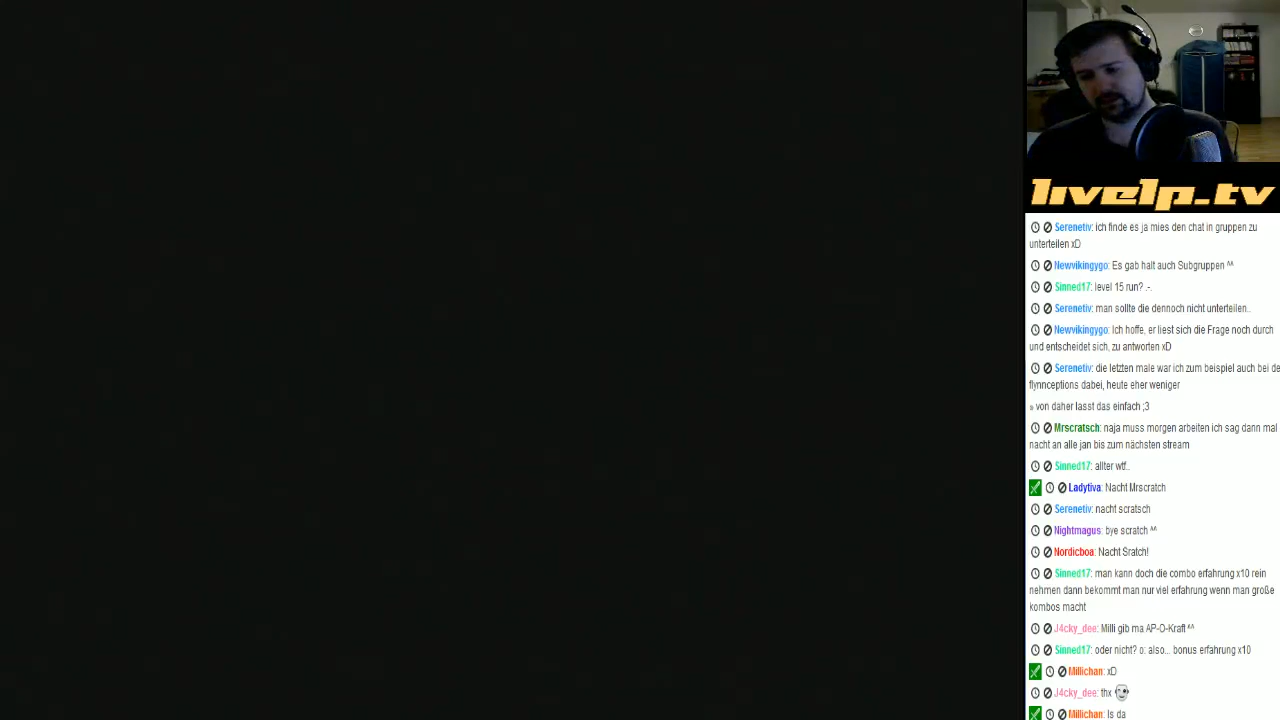 livelp.tv
Serenetiv: ich finde es ja mies den chat in gruppen zu
unterteilen xD
Newvikingygo: Es gab halt auch Subgruppen ^^
Sinned17: level 15 run? .-.
Serenetiv: man sollte die dennoch nicht unterteilen..
Newvikingygo: Ich hoffe, er liest sich die Frage noch durch
und entscheidet sich, zu antworten xD
Serenetiv: die letzten male war ich zum beispiel auch bei de
flynnceptions dabei, heute eher weniger
» von daher lasst das einfach ;3
Mrscratsch: naja muss morgen arbeiten ich sag dann mal
nacht an alle jan bis zum nächsten stream
Sinned17: allter wtf..
Ladytiva: Nacht Mrscratch
Serenetiv: nacht scratsch
Nightmagus: bye scratch ^^
Nordicboa: Nacht Sratch!
Sinned17: man kann doch die combo erfahrung x10 rein
nehmen dann bekommt man nur viel erfahrung wenn man große
kombos macht
J4cky_dee: Milli gib ma AP-O-Kraft ^^
Sinned17: oder nicht? o: also... bonus erfahrung x10
Millichan: xD
J4cky_dee: thx
Millichan: Is da